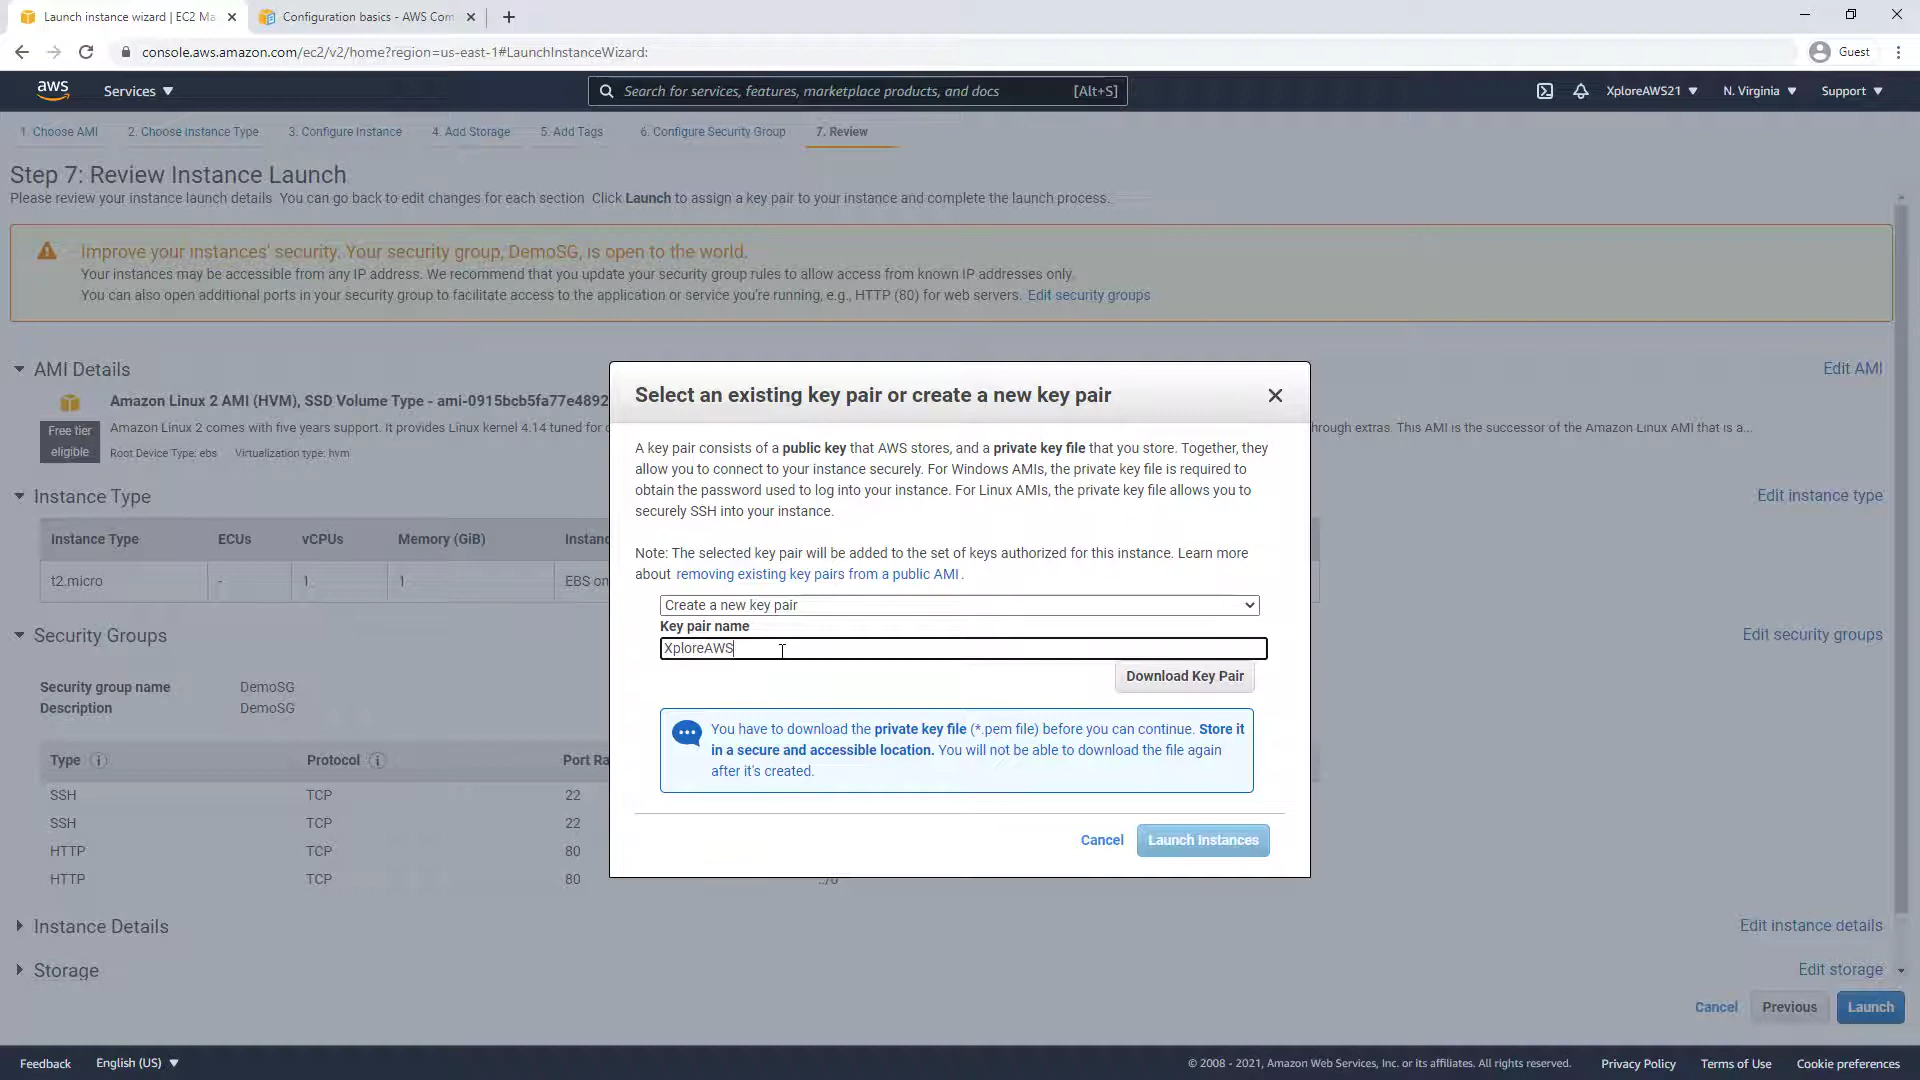 Launch instance wizard | EC2 Ma
Configuration basics - AWS Com
console.aws.amazon.com/ec2/v2/home?region=us-east-1#LaunchInstanceWizard:
Guest
aws
Services
Search for services, features, marketplace products, and docs [Alt+S]
XploreAWS21
N. Virginia
Support
1. Choose AMI
2. Choose Instance Type
3. Configure Instance
4. Add Storage
5. Add Tags
6. Configure Security Group
7. Review
Step 7: Review Instance Launch
Please review your instance launch details. You can go back to edit changes for each section. Click Launch to assign a key pair to your instance and complete the launch process.
Improve your instances' security. Your security group, DemoSG, is open to the world.
Your instances may be accessible from any IP address. We recommend that you update your security group rules to allow access from known IP addresses only.
You can also open additional ports in your security group to facilitate access to the application or service you're running, e.g., HTTP (80) for web servers. Edit security groups
AMI Details
Edit AMI
Amazon Linux 2 AMI (HVM), SSD Volume Type - ami-0915bcb5fa77e4892
Free tier
eligible
Amazon Linux 2 comes with five years support. It provides Linux kernel 4.14 tuned for
hrough extras. This AMI is the successor of the Amazon Linux AMI that is a...
Root Device Type: ebs Virtualization type: hvm
Instance Type
Edit instance type
Instance Type ECUs vCPUs Memory (GiB) Instanc
t2.micro - 1 1 EBS on
Security Groups
Edit security groups
Security group name DemoSG
Description DemoSG
Type Protocol Port Ra
SSH TCP 22
SSH TCP 22
HTTP TCP 80
HTTP TCP 80
Instance Details
Edit instance details
Storage
Edit storage
Cancel Previous Launch
Select an existing key pair or create a new key pair
A key pair consists of a public key that AWS stores, and a private key file that you store. Together, they
allow you to connect to your instance securely. For Windows AMIs, the private key file is required to
obtain the password used to log into your instance. For Linux AMIs, the private key file allows you to
securely SSH into your instance.
Note: The selected key pair will be added to the set of keys authorized for this instance. Learn more
about removing existing key pairs from a public AMI.
Create a new key pair
Key pair name
XploreAWS
Download Key Pair
You have to download the private key file (*.pem file) before you can continue. Store it
in a secure and accessible location. You will not be able to download the file again
after it's created.
Cancel Launch Instances
Feedback English (US)
© 2008 - 2021, Amazon Web Services, Inc. or its affiliates. All rights reserved. Privacy Policy Terms of Use Cookie preferences